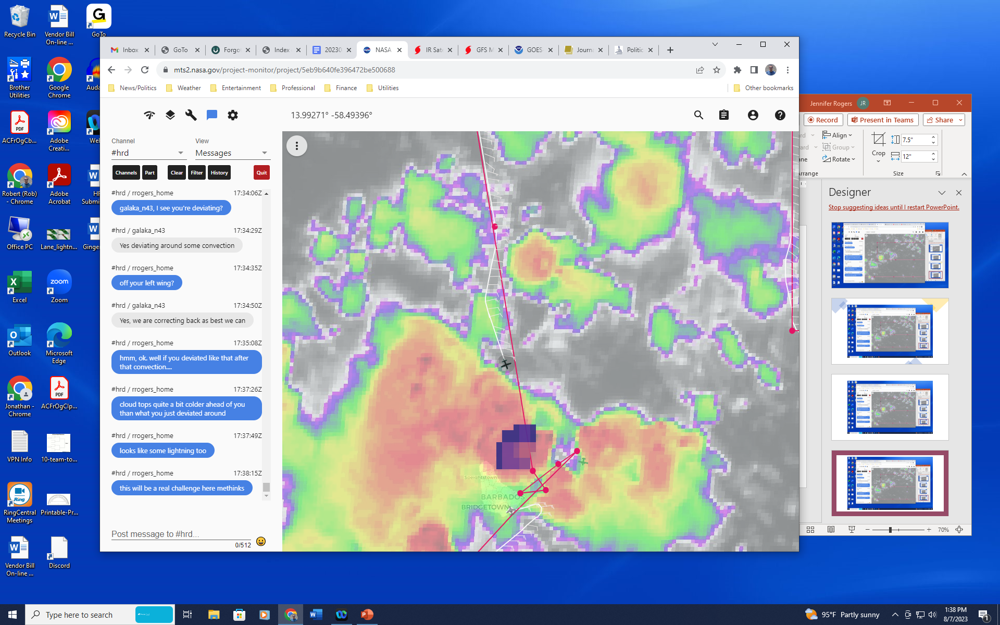 Recycle Bin
Vendor Bill
On-line ...
GoTo
Brother
Utilities
Google
Chrome
Auda
ACFrOgCb...
Adobe
Creati...
Wel
Robert (Rob)
- Chrome
Adobe
Acrobat
HF
Submi
Office PC
Lane_lightn...
Ginger
Excel
Zoom
Outlook
Microsoft
Edge
Jonathan -
Chrome
ACFrOgClp...
VPN Info
10-team-to...
RingCentral
Meetings
Printable-Pr...
Vendor Bill
On-line ...
Discord
Inbox
GoTo
Forgot
Index
20230
NASA
IR Sat
GFS M
GOES-
Journa
Politic
mts2.nasa.gov/project-monitor/project/5eb9b640fe396472be500688
News/Politics
Weather
Entertainment
Professional
Finance
Utilities
Other bookmarks
13.99271° -58.49396°
Channel
View
#hrd
Messages
Channels
Part
Clear
Filter
History
Quit
#hrd / rrogers_home 17:34:06Z
galaka_n43, I see you're deviating?
#hrd / galaka_n43 17:34:29Z
Yes deviating around some convection
#hrd / rrogers_home 17:34:35Z
off your left wing?
#hrd / galaka_n43 17:34:50Z
Yes, we are correcting back as best we can
#hrd / rrogers_home 17:35:08Z
hmm, ok. well if you deviated like that after
that convection....
#hrd / rrogers_home 17:37:26Z
cloud tops quite a bit colder ahead of you
than what you just deviated around
#hrd / rrogers_home 17:37:49Z
looks like some lightning too
#hrd / rrogers_home 17:38:15Z
this will be a real challenge here methinks
Post message to #hrd...
0/512
Speightstown
BARBADOS
BRIDGETOWN
Jennifer Rogers
JR
Record
Present in Teams
Share
Align
Group
Rotate
Crop
7.5"
12"
Size
Designer
Stop suggesting ideas until I restart PowerPoint.
70%
Type here to search
95°F Partly sunny
1:38 PM
8/7/2023
1